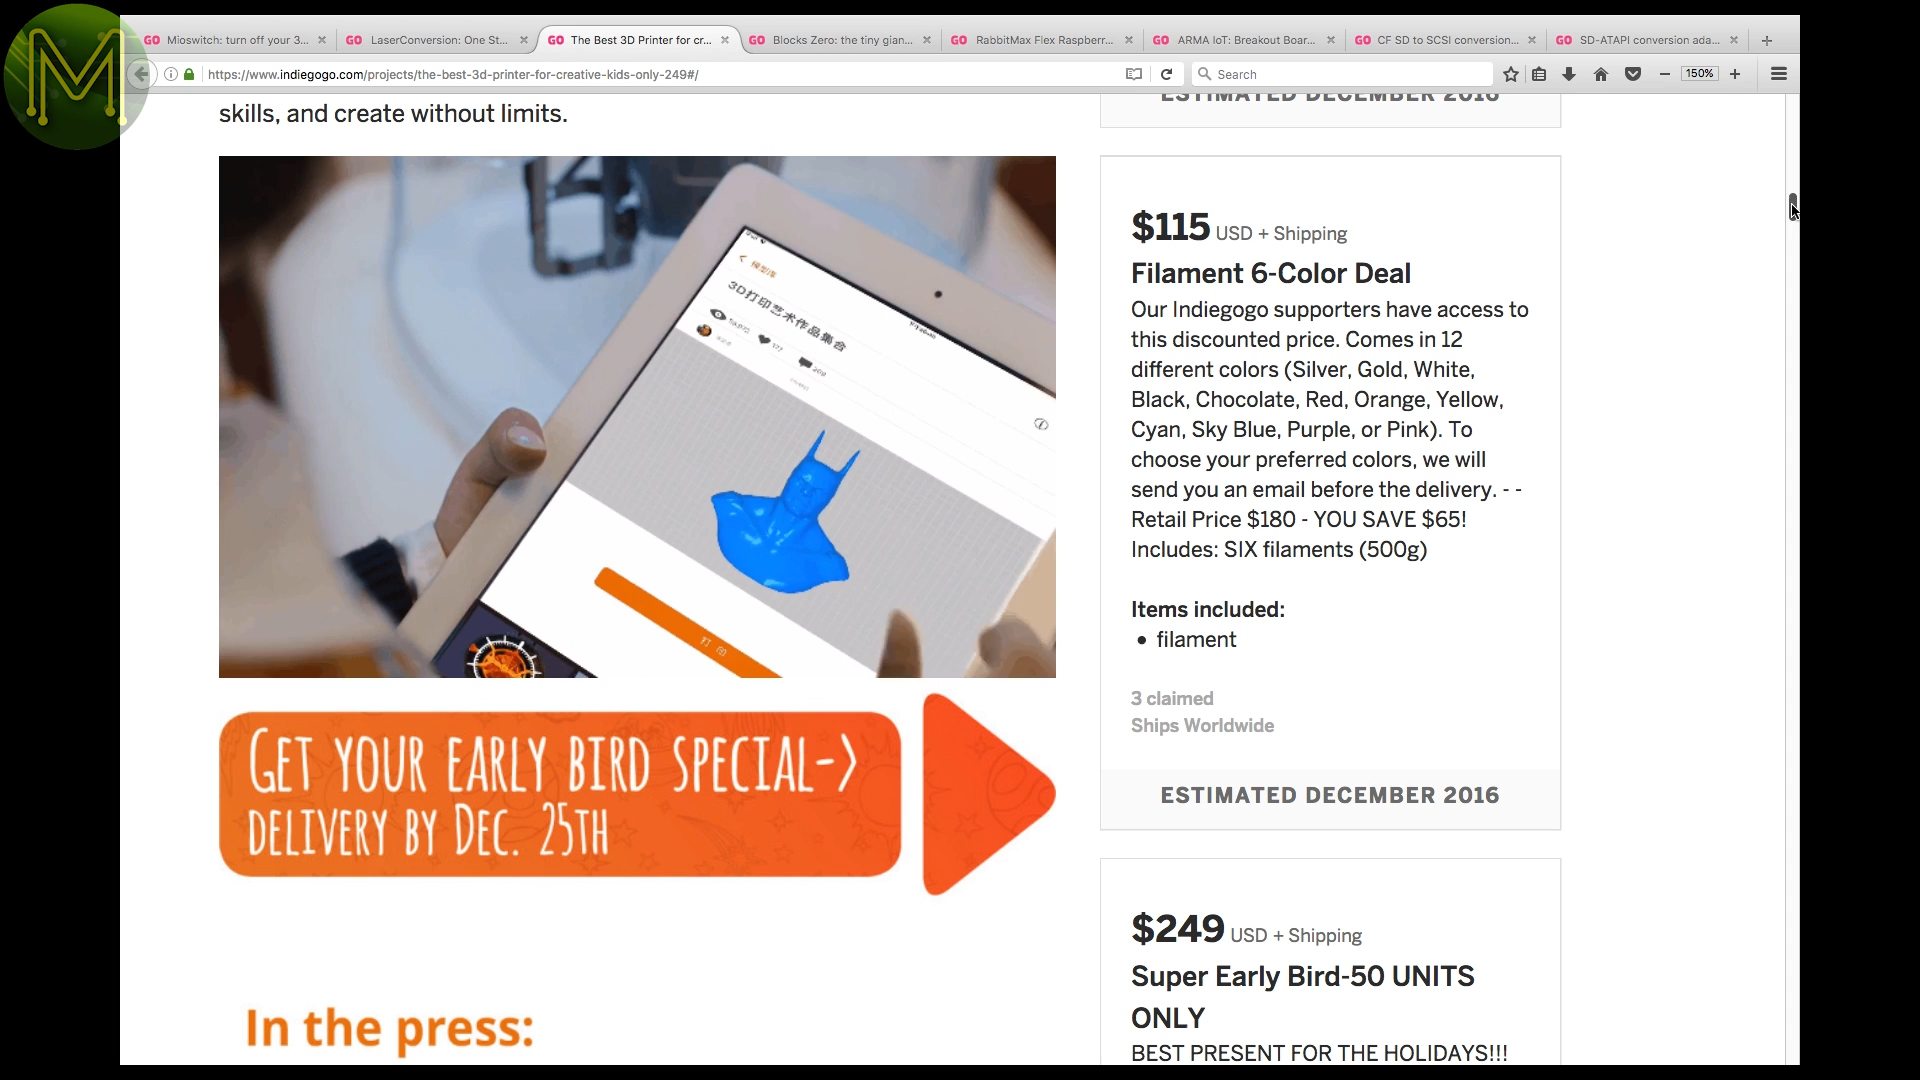 Mioswitch: turn off your 3...
LaserConversion: One St...
The Best 3D Printer for cr...
Blocks Zero: the tiny gian...
RabbitMax Flex Raspberr...
ARMA IoT: Breakout Boar...
CF SD to SCSI conversion...
SD-ATAPI conversion ada...
https://www.indiegogo.com/projects/the-best-3d-printer-for-creative-kids-only-249#/
Search
150%
skills, and create without limits.
3D打印艺术作品集合
打印
GET YOUR EARLY BIRD SPECIAL->
DELIVERY BY DEC. 25TH
In the press:
ESTIMATED DECEMBER 2016
$115 USD + Shipping
Filament 6-Color Deal
Our Indiegogo supporters have access to
this discounted price. Comes in 12
different colors (Silver, Gold, White,
Black, Chocolate, Red, Orange, Yellow,
Cyan, Sky Blue, Purple, or Pink). To
choose your preferred colors, we will
send you an email before the delivery. - -
Retail Price $180 - YOU SAVE $65!
Includes: SIX filaments (500g)
Items included:
• filament
3 claimed
Ships Worldwide
ESTIMATED DECEMBER 2016
$249 USD + Shipping
Super Early Bird-50 UNITS
ONLY
BEST PRESENT FOR THE HOLIDAYS!!!